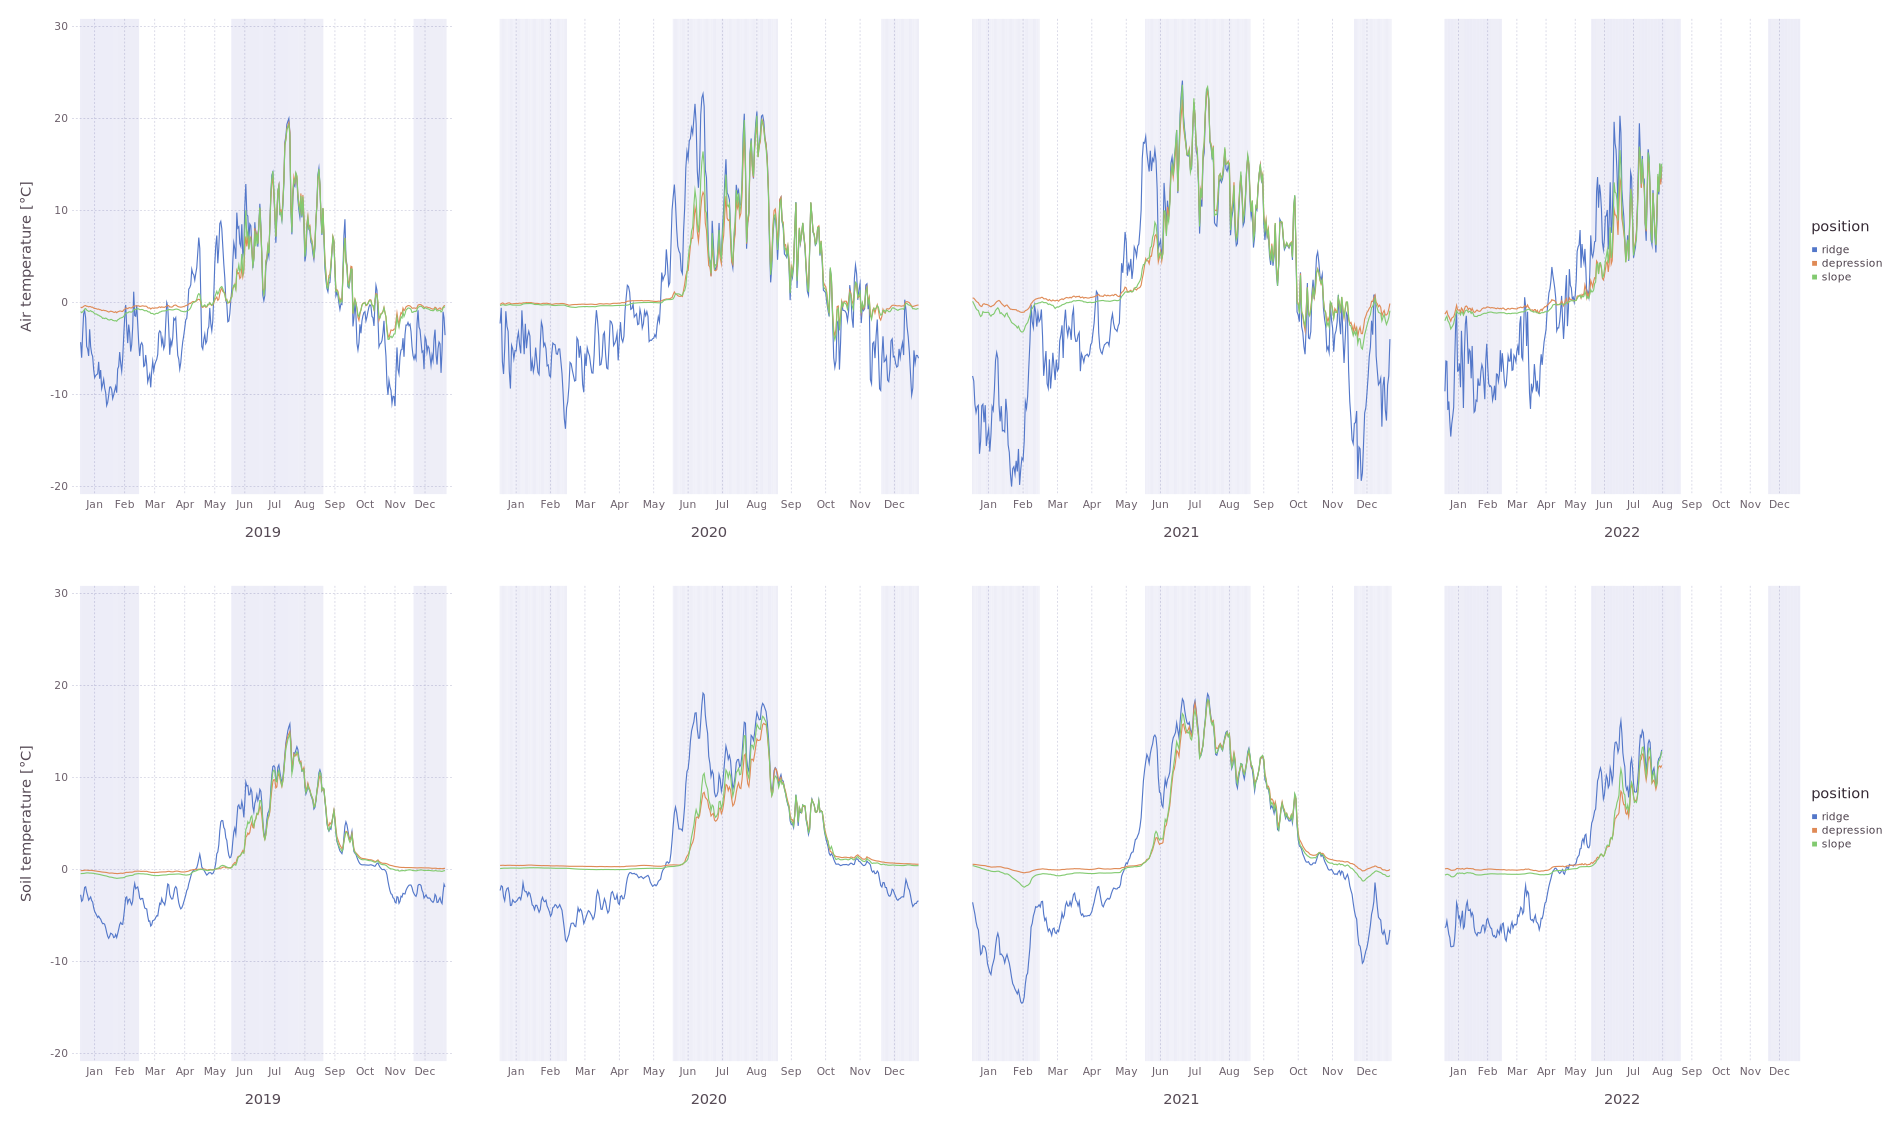 Air temperature [°C]
30
20
10
0
-10
-20
Jan Feb Mar Apr May Jun Jul Aug Sep Oct Nov Dec
2019
Jan Feb Mar Apr May Jun Jul Aug Sep Oct Nov Dec
2020
Jan Feb Mar Apr May Jun Jul Aug Sep Oct Nov Dec
2021
Jan Feb Mar Apr May Jun Jul Aug Sep Oct Nov Dec
2022
position
ridge
depression
slope
Soil temperature [°C]
30
20
10
0
-10
-20
Jan Feb Mar Apr May Jun Jul Aug Sep Oct Nov Dec
2019
Jan Feb Mar Apr May Jun Jul Aug Sep Oct Nov Dec
2020
Jan Feb Mar Apr May Jun Jul Aug Sep Oct Nov Dec
2021
Jan Feb Mar Apr May Jun Jul Aug Sep Oct Nov Dec
2022
position
ridge
depression
slope